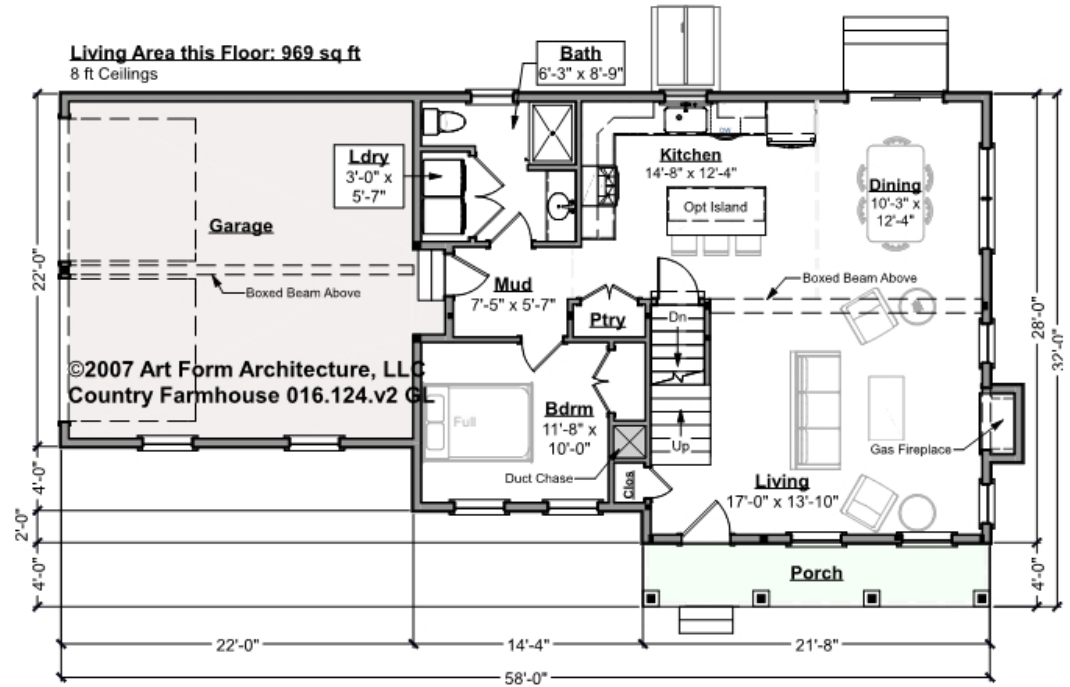 Living Area this Floor: 969 sq ft
8 ft Ceilings
Bath
6'-3" x 8'-9"
Ldry
3'-0" x
5'-7"
Kitchen
14'-8" x 12'-4"
DW
Opt Island
Dining
10'-3" x
12'-4"
Garage
Boxed Beam Above
Mud
7'-5" x 5'-7"
Ptry
Dn
Boxed Beam Above
©2007 Art Form Architecture, LLC
Country Farmhouse 016.124.v2 GL
Full
Bdrm
11'-8" x
10'-0"
Duct Chase
Clos
Up
Gas Fireplace
Living
17'-0" x 13'-10"
Porch
22'-0"
4'-0"
2'-0"
4'-0"
28'-0"
32'-0"
4'-0"
22'-0"
14'-4"
21'-8"
58'-0"